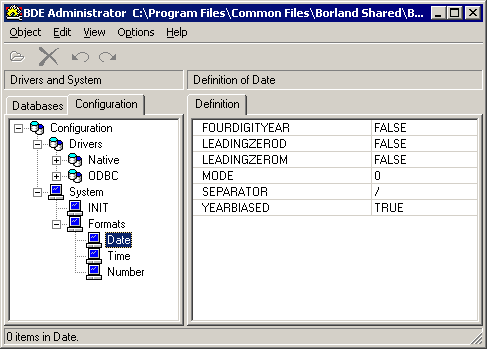 BDE Administrator C:\Program Files\Common Files\Borland Shared\B...
Object Edit View Options Help
Drivers and System
Definition of Date
Databases Configuration
Definition
Configuration
Drivers
Native
ODBC
System
INIT
Formats
Date
Time
Number
FOURDIGITYEAR FALSE
LEADINGZEROD FALSE
LEADINGZEROM FALSE
MODE 0
SEPARATOR /
YEARBIASED TRUE
0 items in Date.